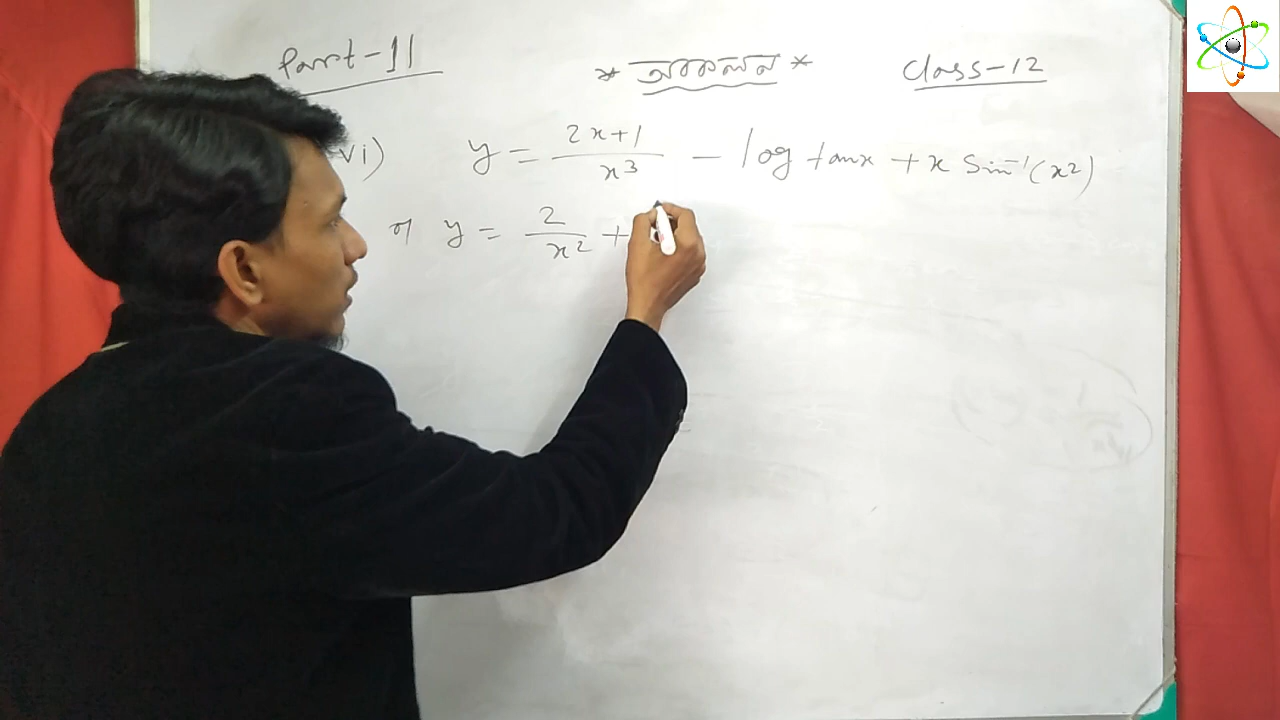 Part-11 * অবকলন * Class-12
vi) y = 2x+1/x³ - log tanx + x Sin⁻¹(x²)
বা y = 2/x² +